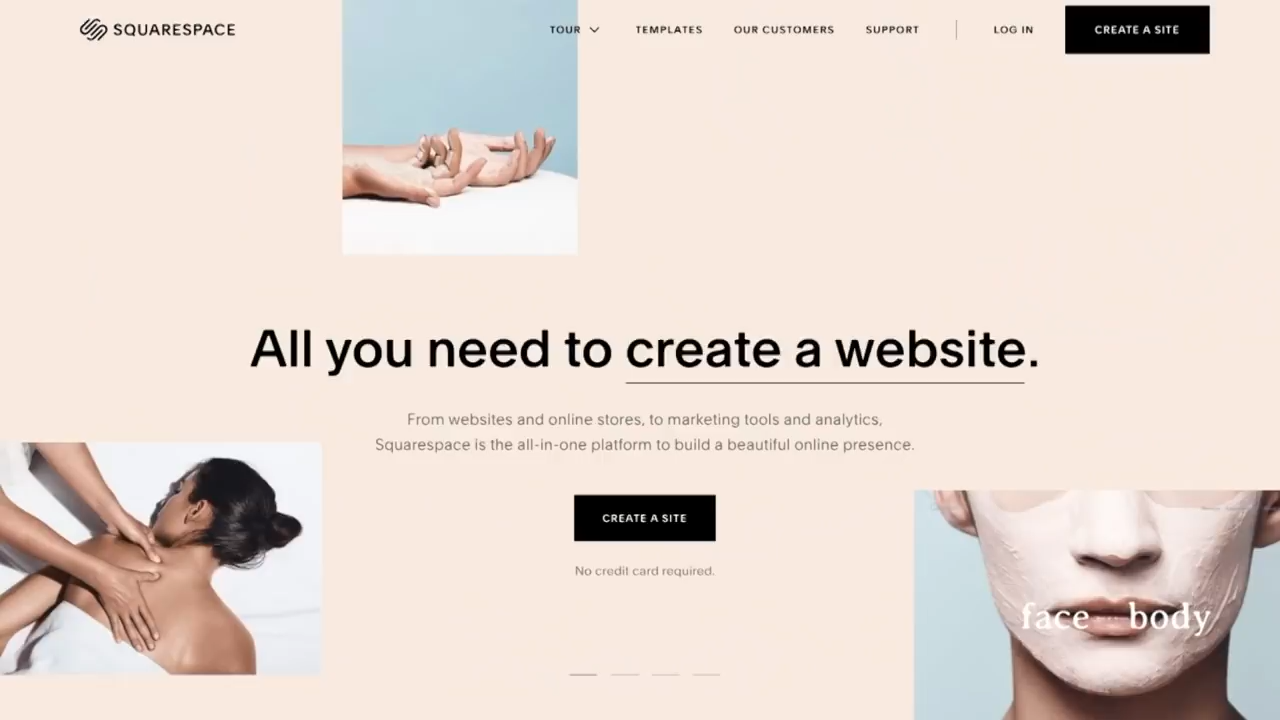 SQUARESPACE
TOUR
TEMPLATES
OUR CUSTOMERS
SUPPORT
LOG IN
CREATE A SITE
All you need to create a website.
From websites and online stores, to marketing tools and analytics,
Squarespace is the all-in-one platform to build a beautiful online presence.
CREATE A SITE
No credit card required.
face body